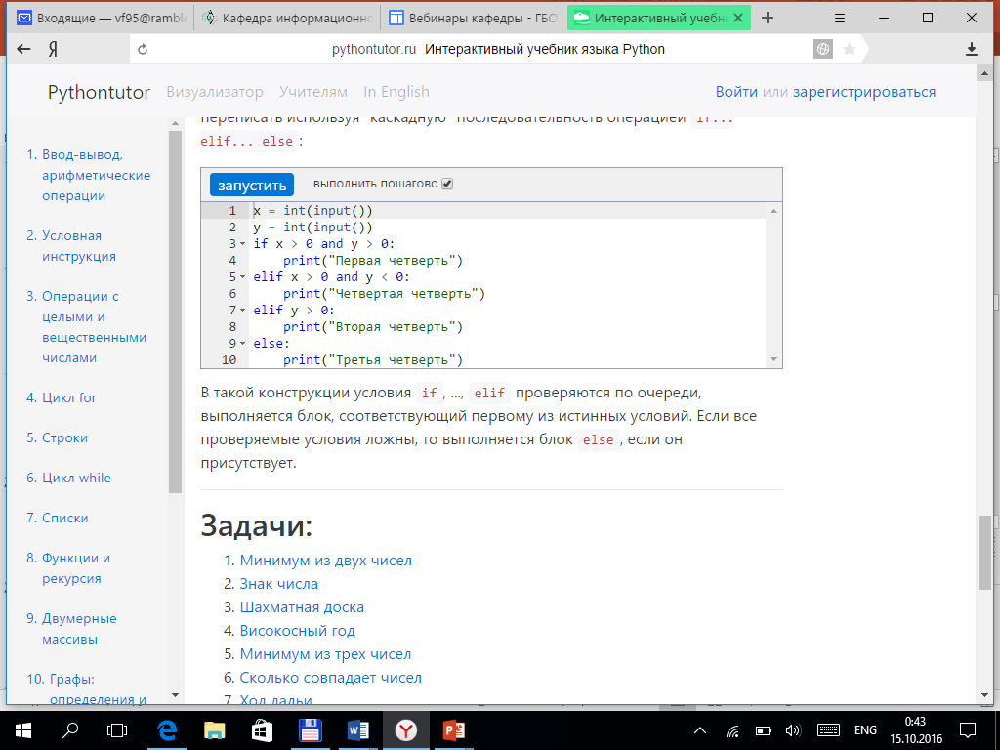 Входящие — vf95@ramble
Кафедра информационно
Вебинары кафедры - ГБО
Интерактивный учебни
pythontutor.ru Интерактивный учебник языка Python
Pythontutor Визуализатор Учителям In English Войти или зарегистрироваться
1. Ввод-вывод, арифметические операции
2. Условная инструкция
3. Операции с целыми и вещественными числами
4. Цикл for
5. Строки
6. Цикл while
7. Списки
8. Функции и рекурсия
9. Двумерные массивы
10. Графы: определения и
переписать используя "каскадную" последовательность операцией if...
elif... else :
запустить выполнить пошагово
1 x = int(input())
2 y = int(input())
3 if x > 0 and y > 0:
4     print("Первая четверть")
5 elif x > 0 and y < 0:
6     print("Четвертая четверть")
7 elif y > 0:
8     print("Вторая четверть")
9 else:
10     print("Третья четверть")
В такой конструкции условия if , ..., elif проверяются по очереди,
выполняется блок, соответствующий первому из истинных условий. Если все
проверяемые условия ложны, то выполняется блок else , если он
присутствует.
Задачи:
1. Минимум из двух чисел
2. Знак числа
3. Шахматная доска
4. Високосный год
5. Минимум из трех чисел
6. Сколько совпадает чисел
7. Ход ладьи
ENG
0:43
15.10.2016